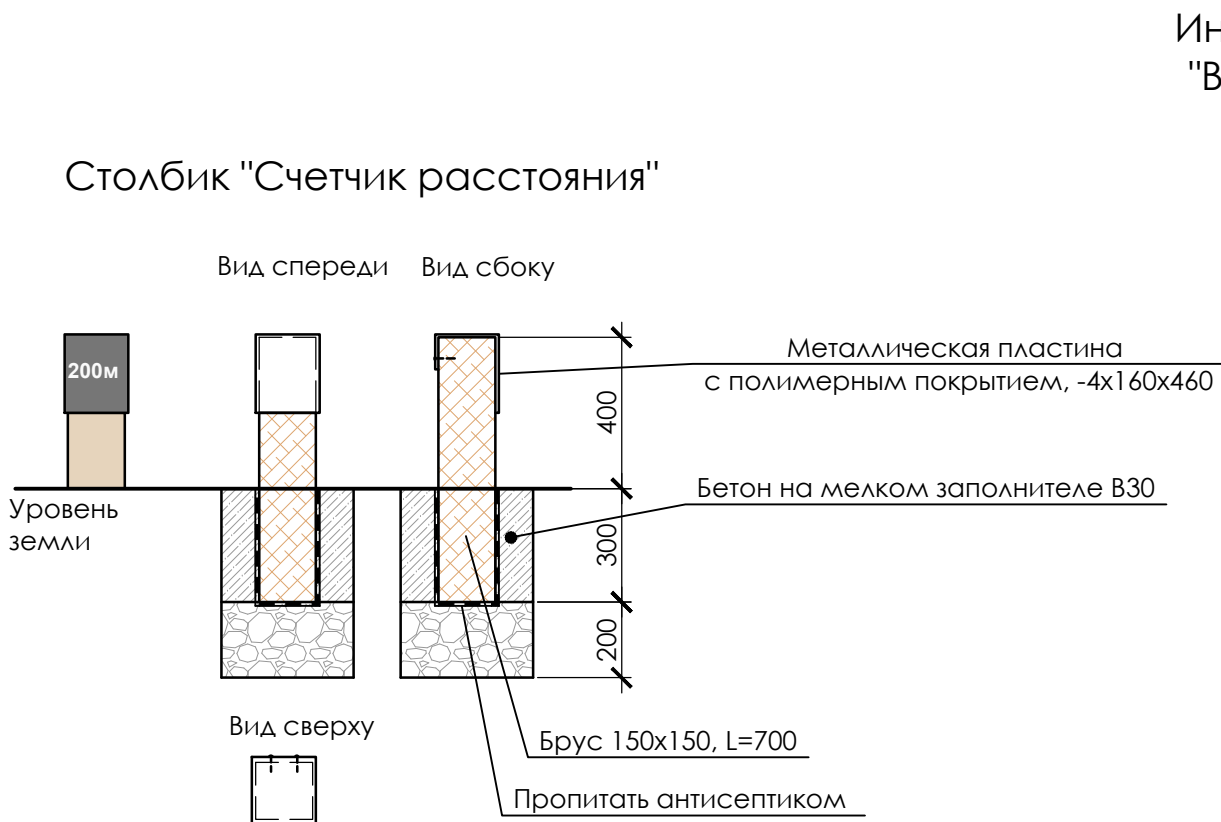 Столбик "Счетчик расстояния"
Вид спереди
Вид сбоку
200м
400
Металлическая пластина
с полимерным покрытием, -4х160х460
Уровень
земли
Бетон на мелком заполнителе В30
300
200
Вид сверху
Брус 150х150, L=700
Пропитать антисептиком